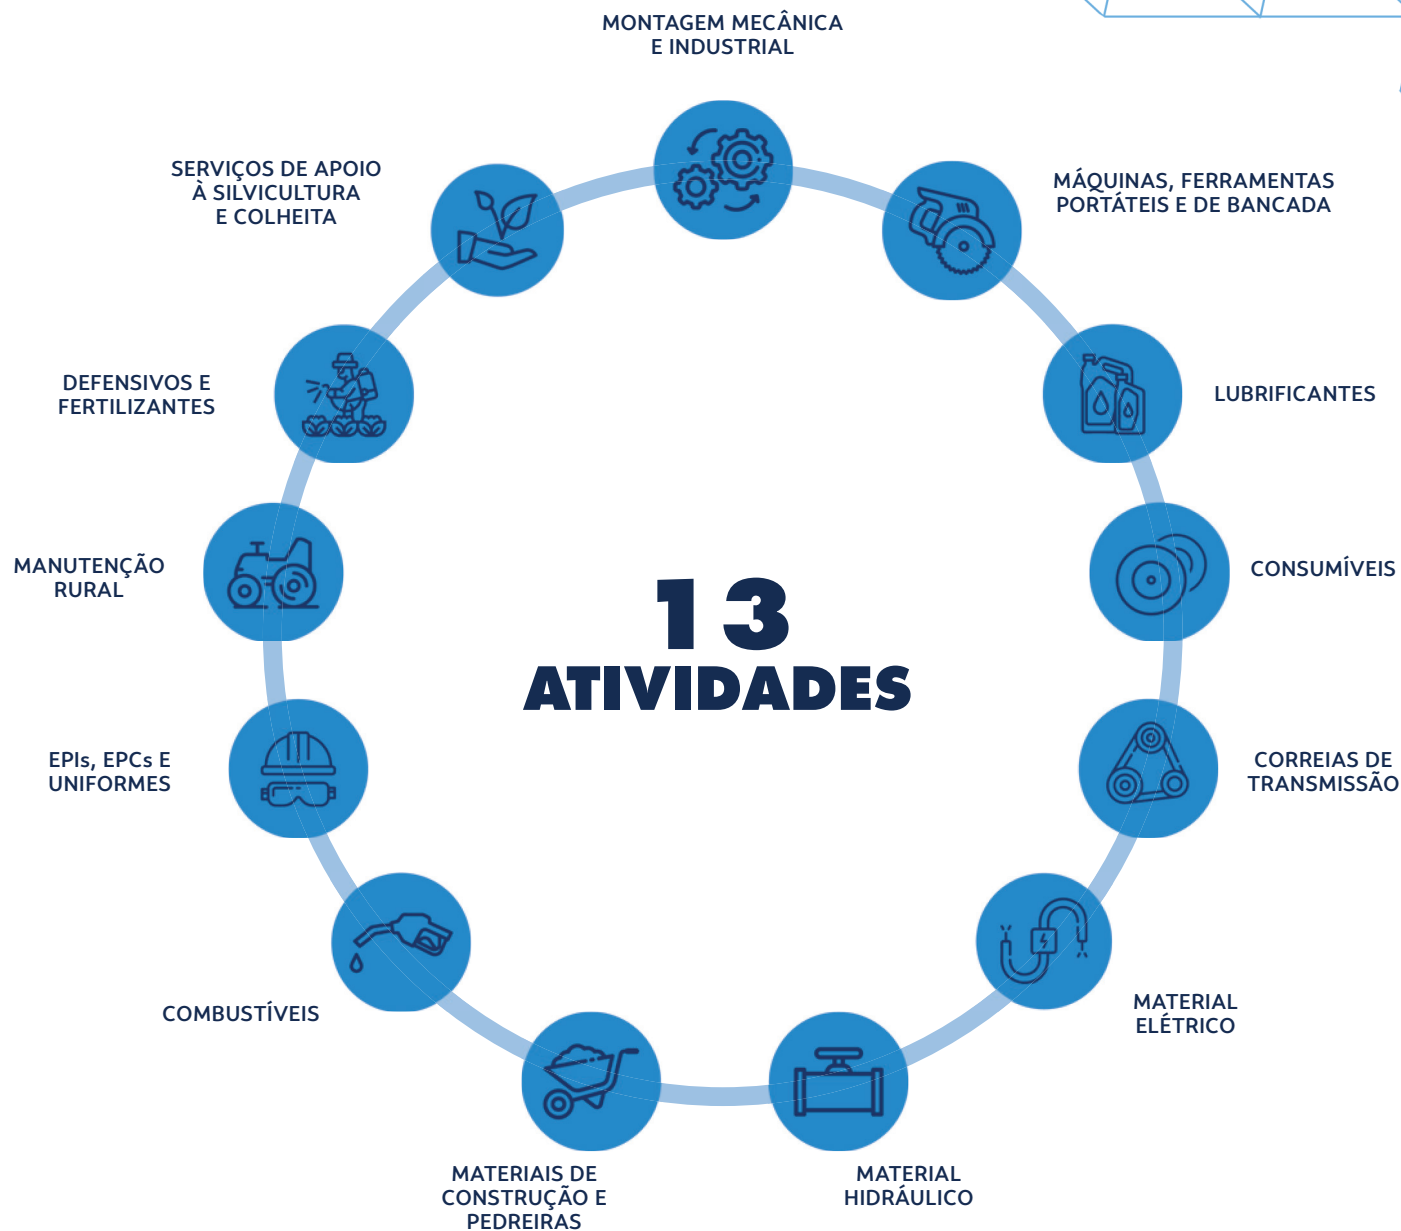 MONTAGEM MECÂNICA
E INDUSTRIAL
MÁQUINAS, FERRAMENTAS
PORTÁTEIS E DE BANCADA
LUBRIFICANTES
CONSUMÍVEIS
CORREIAS DE
TRANSMISSÃO
MATERIAL
ELÉTRICO
MATERIAL
HIDRÁULICO
MATERIAIS DE
CONSTRUÇÃO E
PEDREIRAS
COMBUSTÍVEIS
EPIs, EPCs E
UNIFORMES
MANUTENÇÃO
RURAL
DEFENSIVOS E
FERTILIZANTES
SERVIÇOS DE APOIO
À SILVICULTURA
E COLHEITA
13
ATIVIDADES